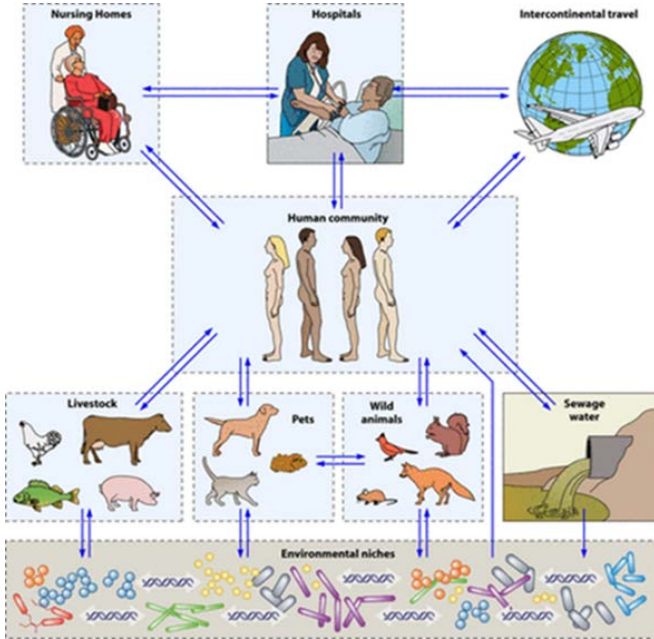 Nursing Homes
Hospitals
Intercontinental travel
Human community
Livestock
Pets
Wild
animals
Sewage
water
Environmental niches